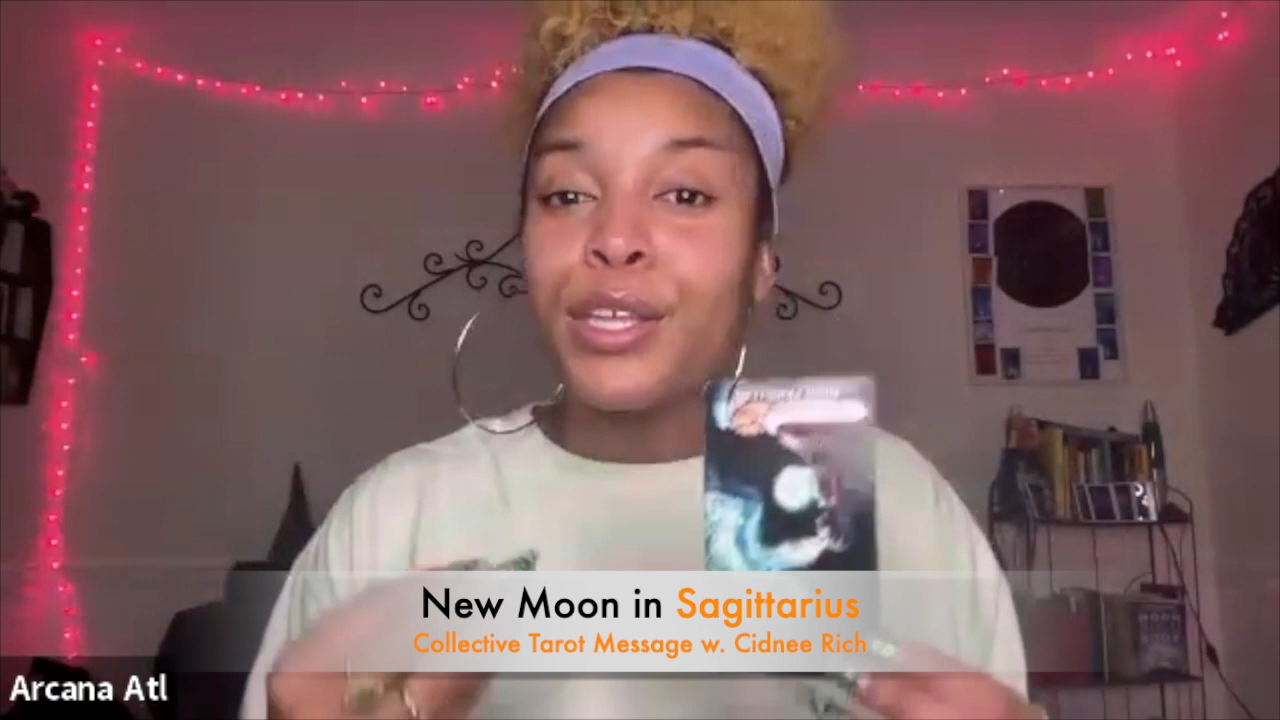 New Moon in Sagittarius
Collective Tarot Message w. Cidnee Rich
Arcana Atl